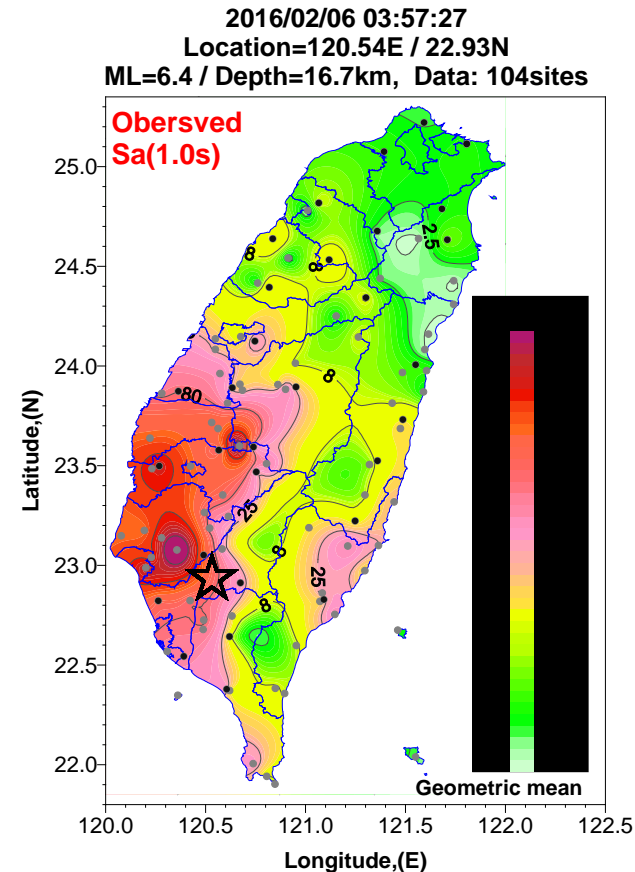 2016/02/06 03:57:27
Location=120.54E / 22.93N
ML=6.4 / Depth=16.7km, Data: 104sites
Obersved
Sa(1.0s)
25.0
2.5
8
8
24.5
24.0
8
80
23.5
25
Latitude,(N)
23.0
8
25
8
22.5
22.0
Geometric mean
120.0 120.5 121.0 121.5 122.0 122.5
Longitude,(E)